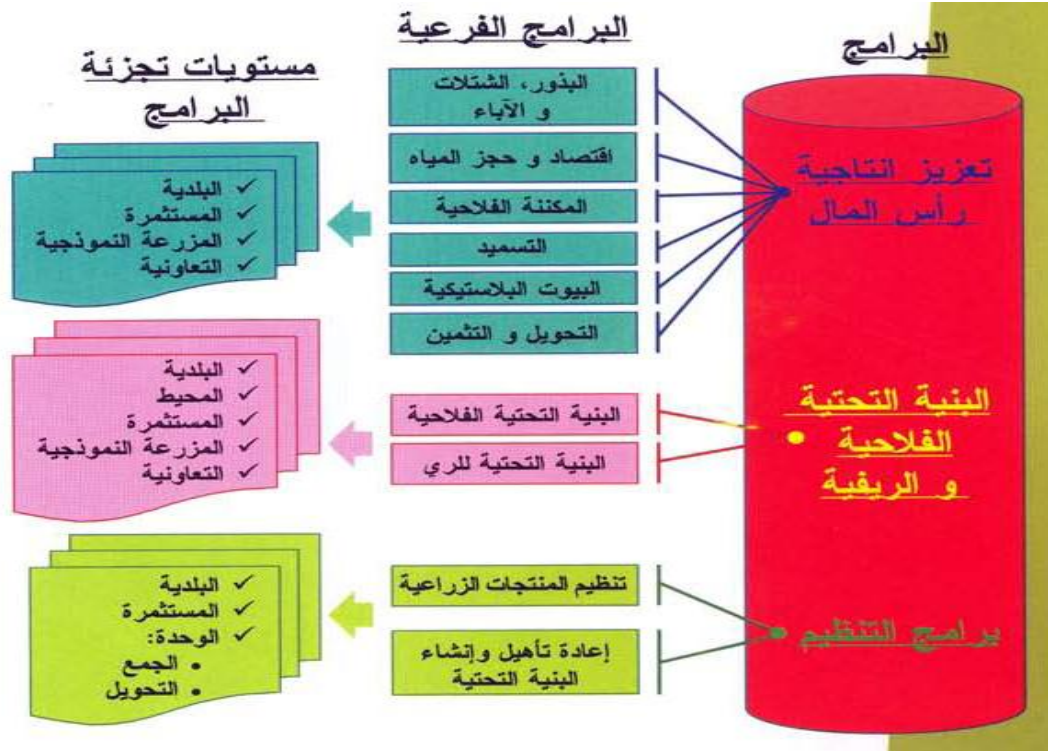 البرامج
تعزيز انتاجية
رأس المال
البنية التحتية
الفلاحية
و الريفية
برامج التنظيم
البرامج الفرعية
البذور، الشتلات
و الآباء
اقتصاد و حجز المياه
المكننة الفلاحية
التسميد
البيوت البلاستيكية
التحويل و التثمين
البنية التحتية الفلاحية
البنية التحتية للري
تنظيم المنتجات الزراعية
إعادة تأهيل وإنشاء
البنية التحتية
مستويات تجزئة
البرامج
✓ البلدية
✓ المستثمرة
✓ المزرعة النموذجية
✓ التعاونية
✓ البلدية
✓ المحيط
✓ المستثمرة
✓ المزرعة النموذجية
✓ التعاونية
✓ البلدية
✓ المستثمرة
✓ الوحدة:
• الجمع
• التحويل